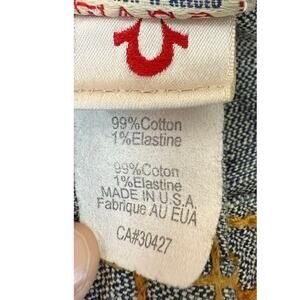 99%Cotton
1%Elastine
99%Coton
1%Elastine
MADE IN U.S.A.
Fabrique AU EUA
CA#30427